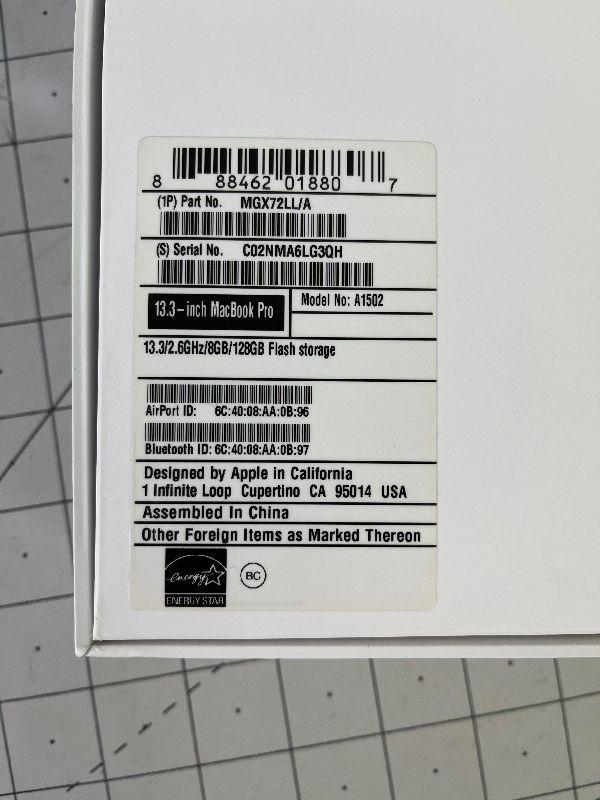 8 88462 01880 7
(1P) Part No. MGX72LL/A
(S) Serial No. C02NMA6LG3QH
13.3-inch MacBook Pro
Model No: A1502
13.3/2.6GHz/8GB/128GB Flash storage
AirPort ID: 6C:40:08:AA:0B:96
Bluetooth ID: 6C:40:08:AA:0B:97
Designed by Apple in California
1 Infinite Loop Cupertino CA 95014 USA
Assembled In China
Other Foreign Items as Marked Thereon
energy
BC
ENERGY STAR